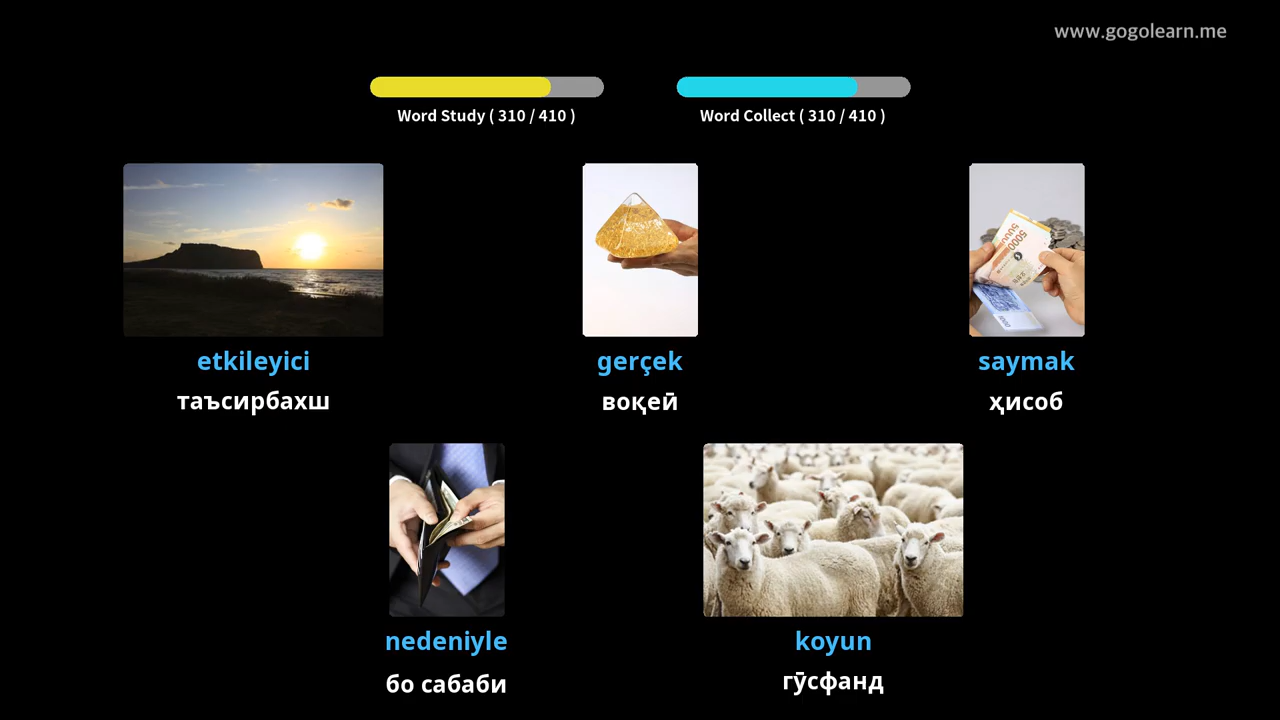 www.gogolearn.me
Word Study ( 310 / 410 )
Word Collect ( 310 / 410 )
etkileyici
gerçek
saymak
таъсирбахш
воқеӣ
ҳисоб
nedeniyle
koyun
бо сабаби
гӯсфанд